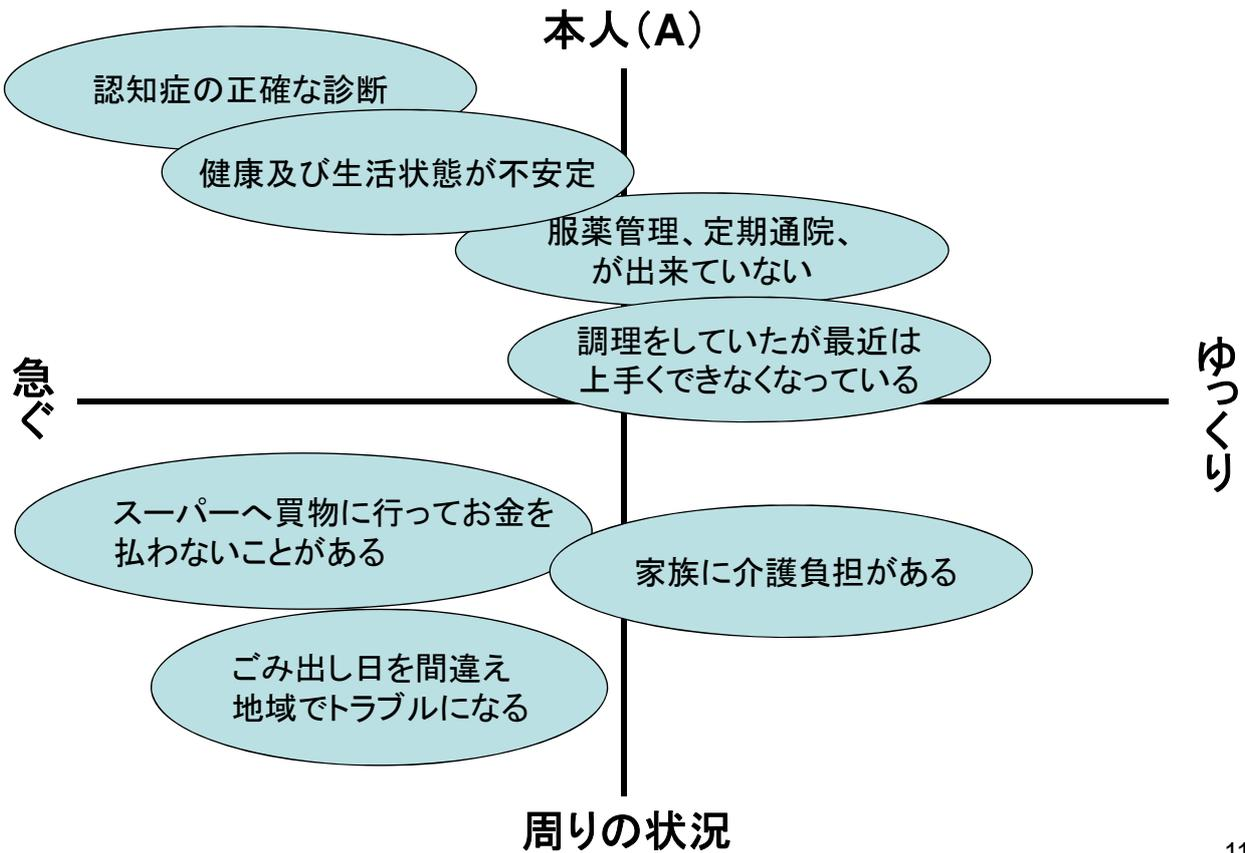 本人（A）
認知症の正確な診断
健康及び生活状態が不安定
服薬管理、定期通院、
が出来ていない
調理をしていたが最近は
上手くできなくなっている
急ぐ
ゆっくり
スーパーへ買物に行ってお金を
払わないことがある
家族に介護負担がある
ごみ出し日を間違え
地域でトラブルになる
周りの状況
11